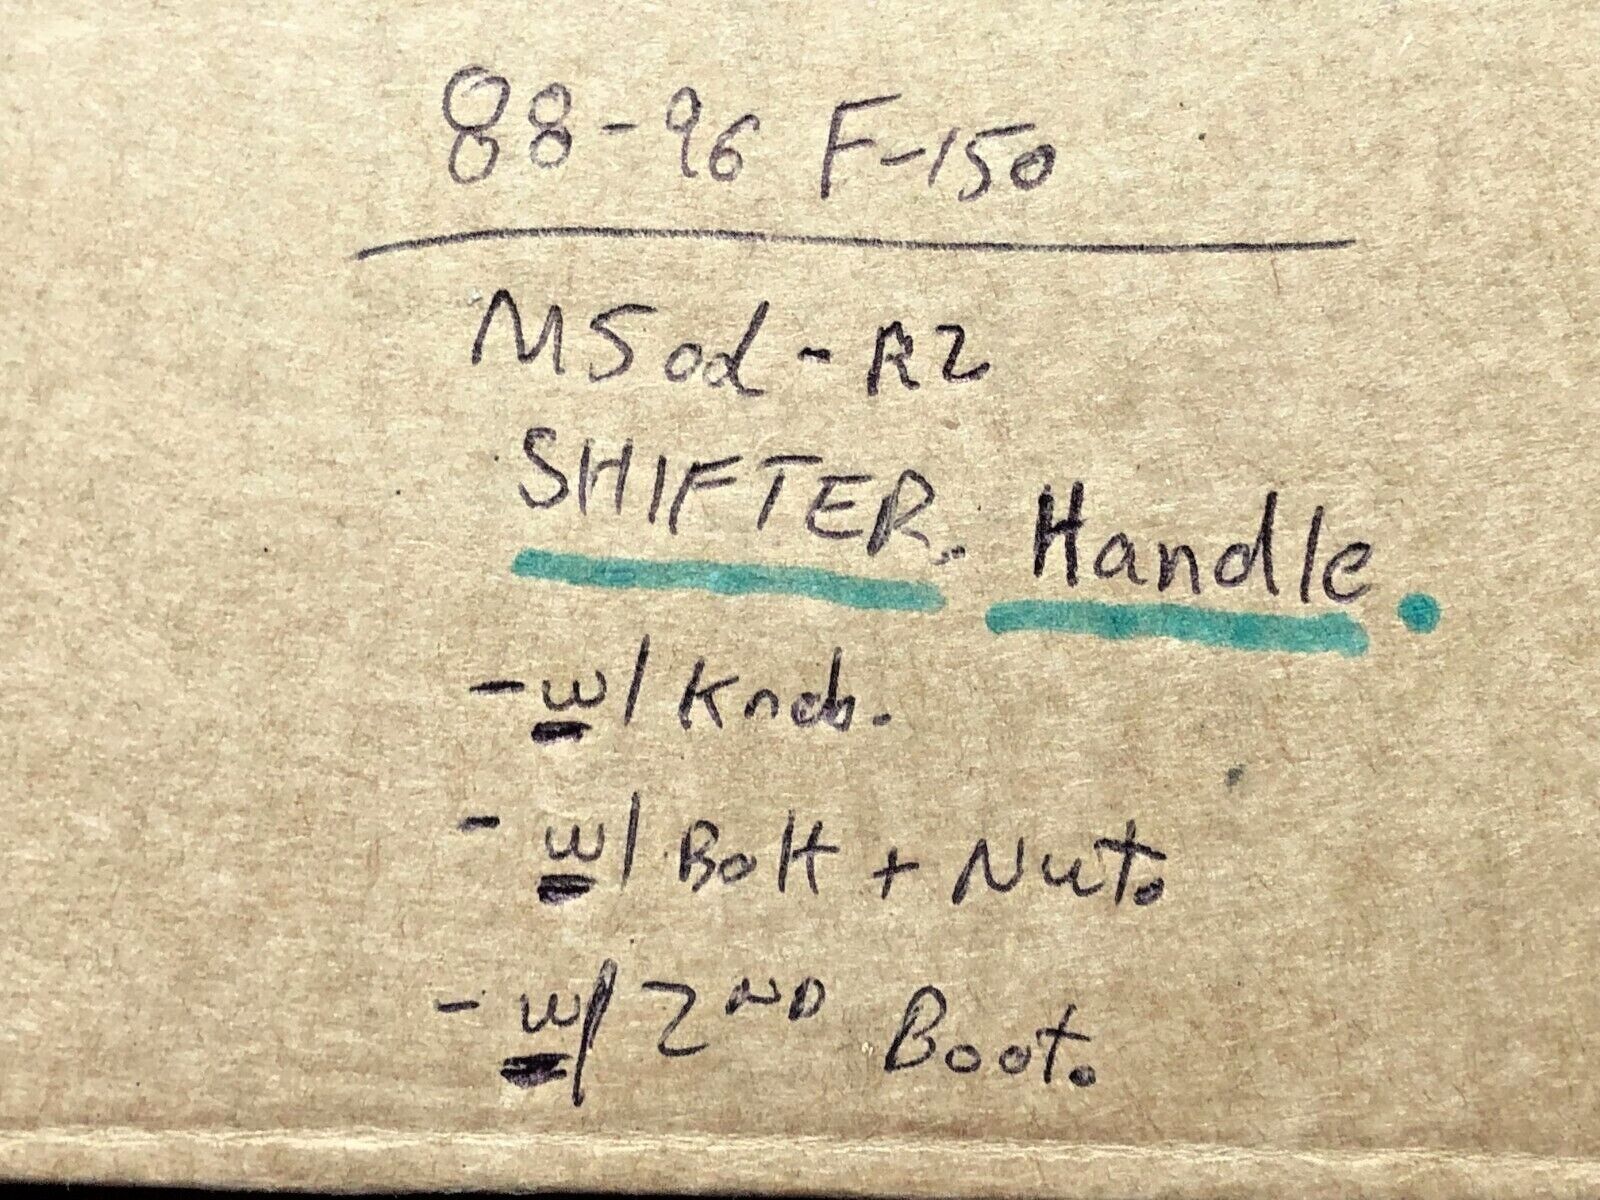 88-96 F-150
M5od-R2
SHIFTER. Handle.
-w/ Knob.
- w/ Bolt + Nut.
- w/ 2ND Boot.